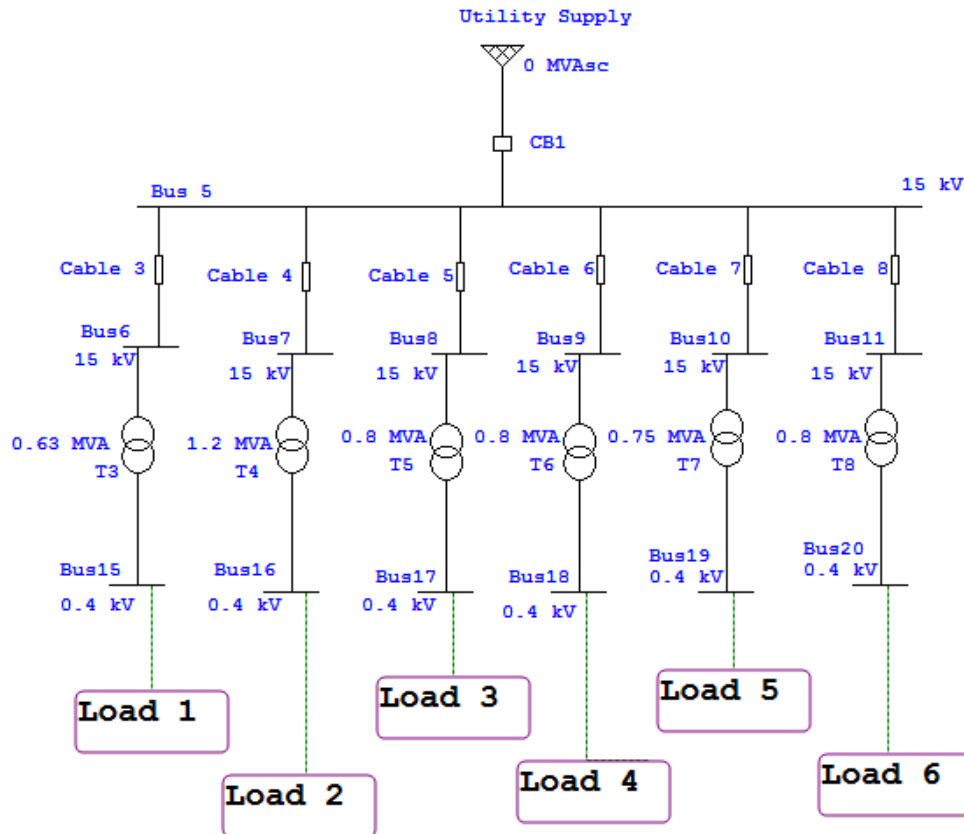 Utility Supply
0 MVAsc
CB1
Bus 5
15 kV
Cable 3
Cable 4
Cable 5
Cable 6
Cable 7
Cable 8
Bus6
15 kV
Bus7
15 kV
Bus8
15 kV
Bus9
15 kV
Bus10
15 kV
Bus11
15 kV
0.63 MVA
T3
1.2 MVA
T4
0.8 MVA
T5
0.8 MVA
T6
0.75 MVA
T7
0.8 MVA
T8
Bus15
0.4 kV
Bus16
0.4 kV
Bus17
0.4 kV
Bus18
0.4 kV
Bus19
0.4 kV
Bus20
0.4 kV
Load 1
Load 2
Load 3
Load 4
Load 5
Load 6